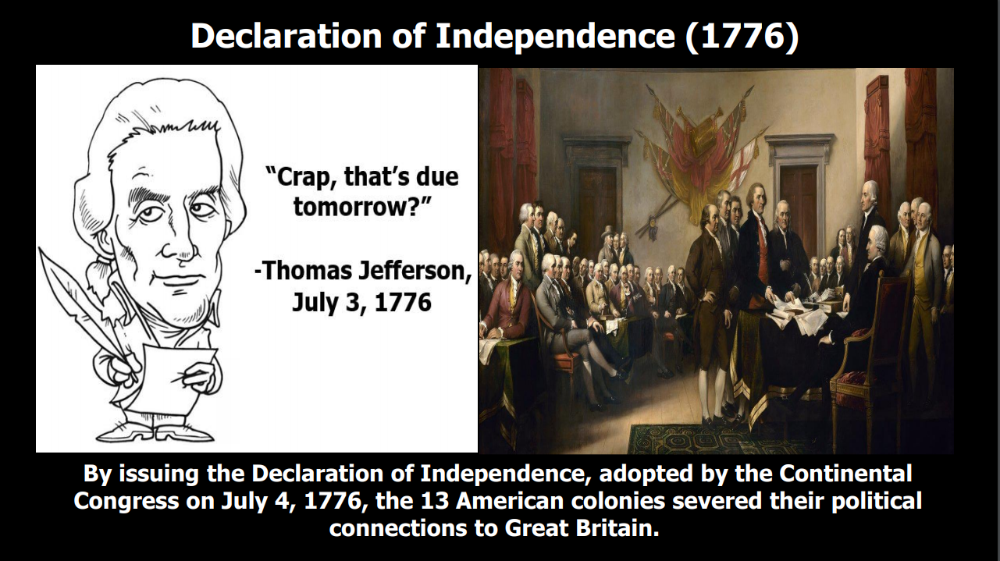 Declaration of Independence (1776)
“Crap, that’s due
tomorrow?”
-Thomas Jefferson,
July 3, 1776
By issuing the Declaration of Independence, adopted by the Continental
Congress on July 4, 1776, the 13 American colonies severed their political
connections to Great Britain.